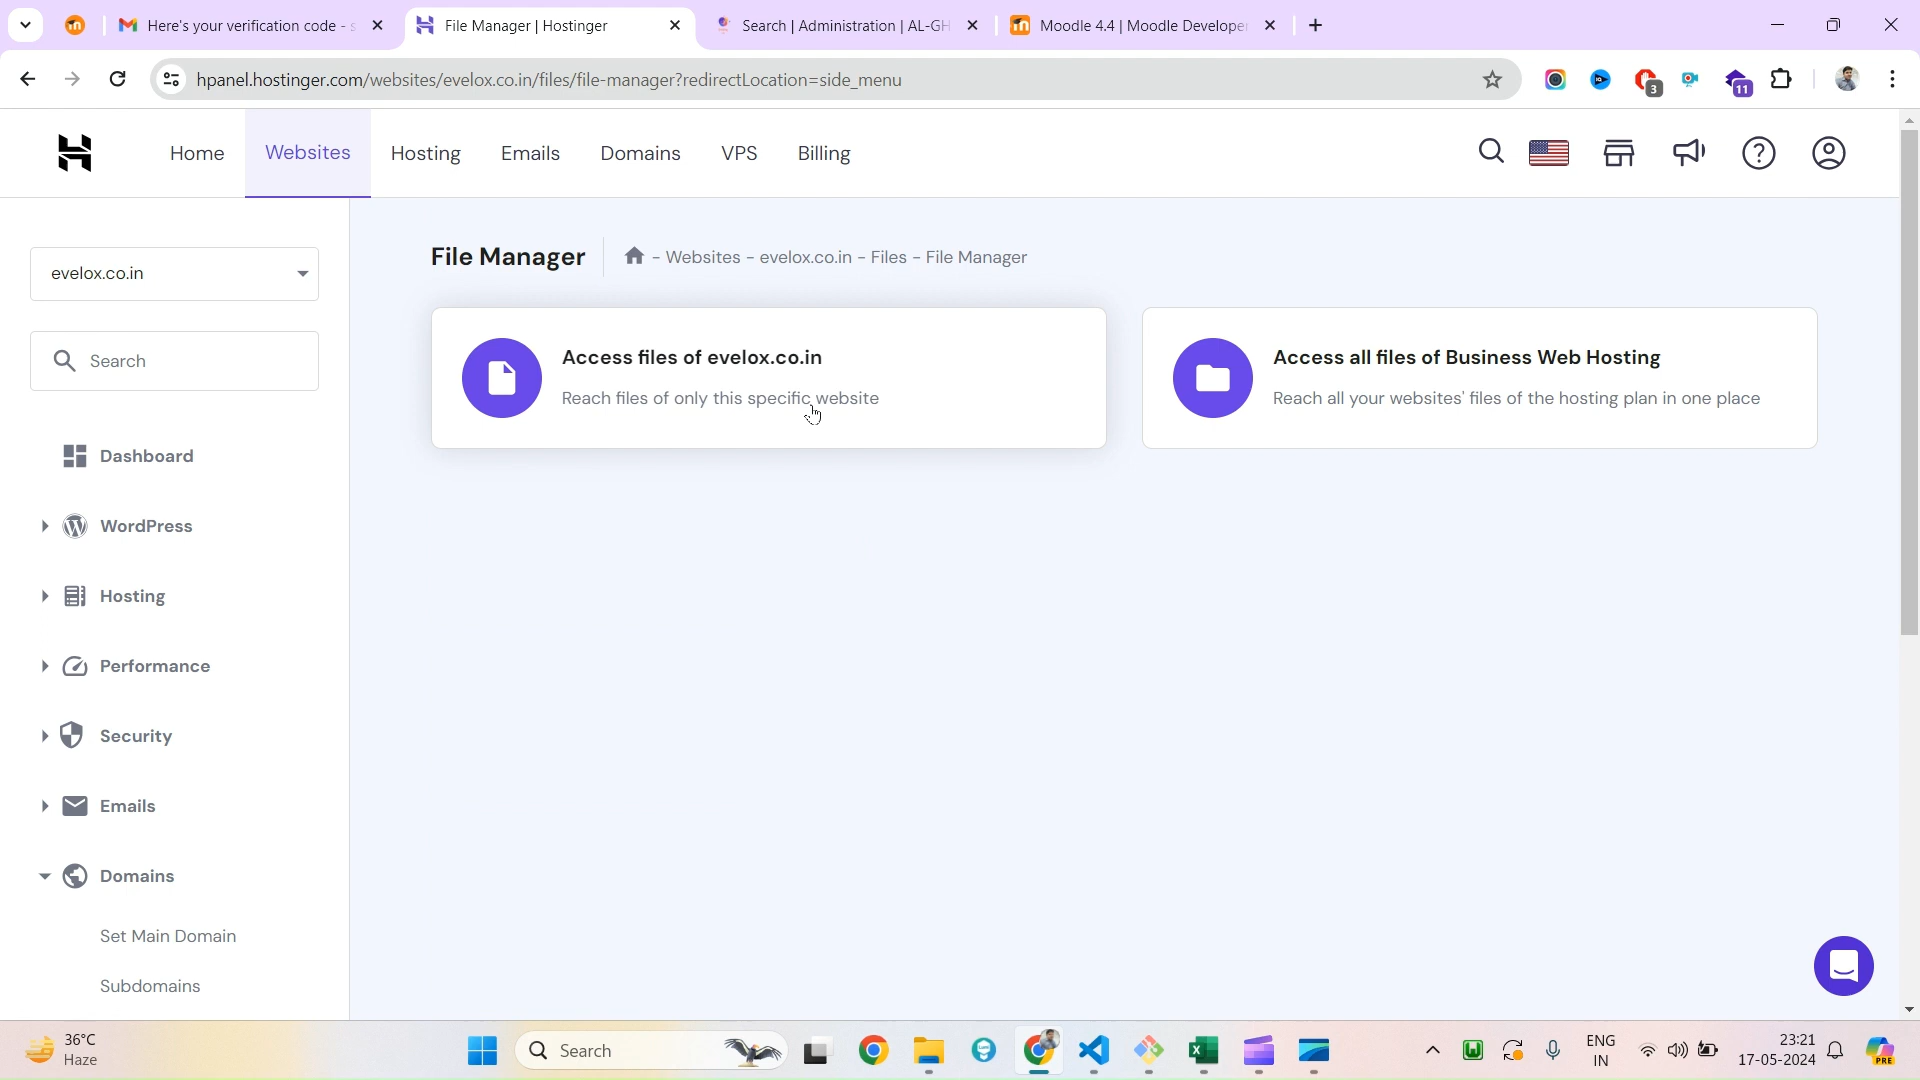 Here's your verification code - s
File Manager | Hostinger
Search | Administration | AL-GH
Moodle 4.4 | Moodle Develope
hpanel.hostinger.com/websites/evelox.co.in/files/file-manager?redirectLocation=side_menu
3
11
Home
Websites
Hosting
Emails
Domains
VPS
Billing
evelox.co.in
Search
Dashboard
WordPress
Hosting
Performance
Security
Emails
Domains
Set Main Domain
Subdomains
File Manager
- Websites - evelox.co.in - Files - File Manager
Access files of evelox.co.in
Reach files of only this specific website
Access all files of Business Web Hosting
Reach all your websites' files of the hosting plan in one place
36°C
Haze
Search
ENG
IN
23:21
17-05-2024
PRE